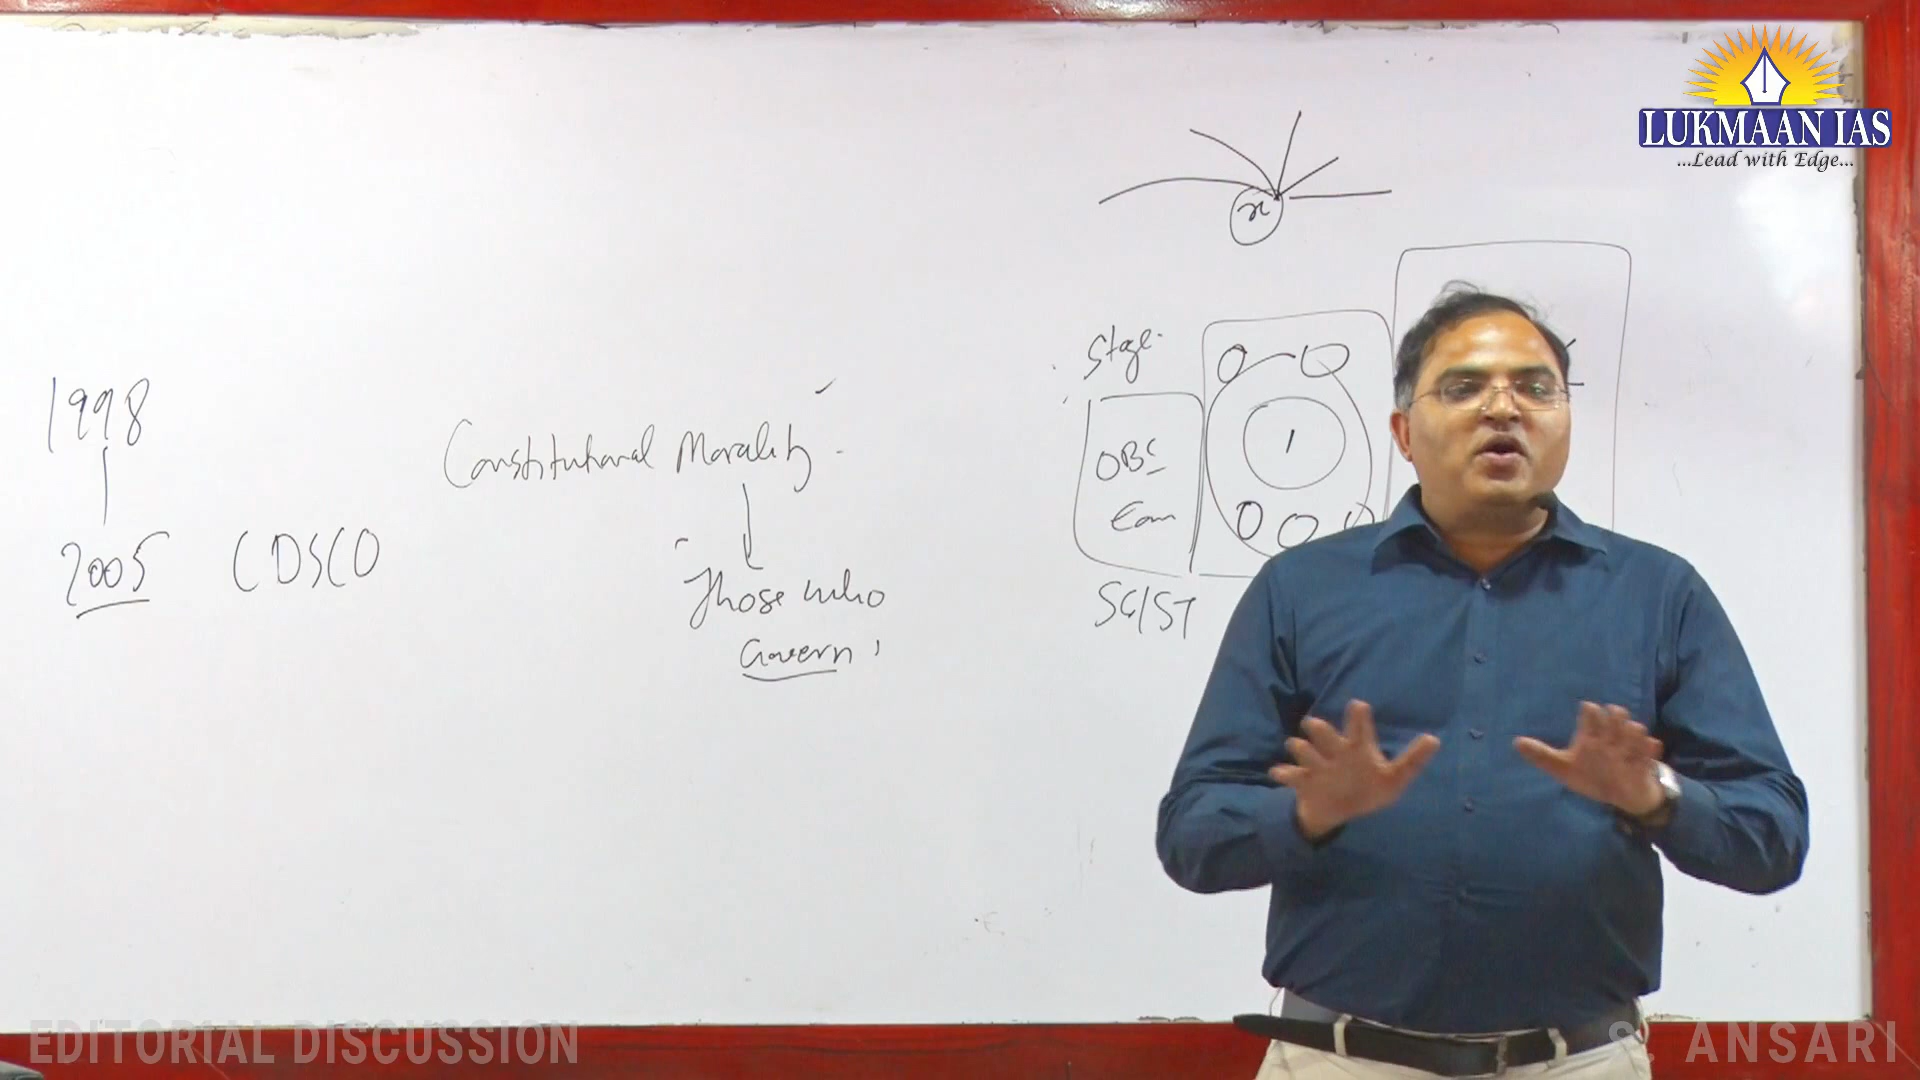 LUKMAAN IAS
...Lead with Edge...
x
1998
2005 CDSCO
Constitutional Morality
Those who
Govern
Stage
OBC
SC/ST
1
EDITORIAL DISCUSSION
S. ANSARI